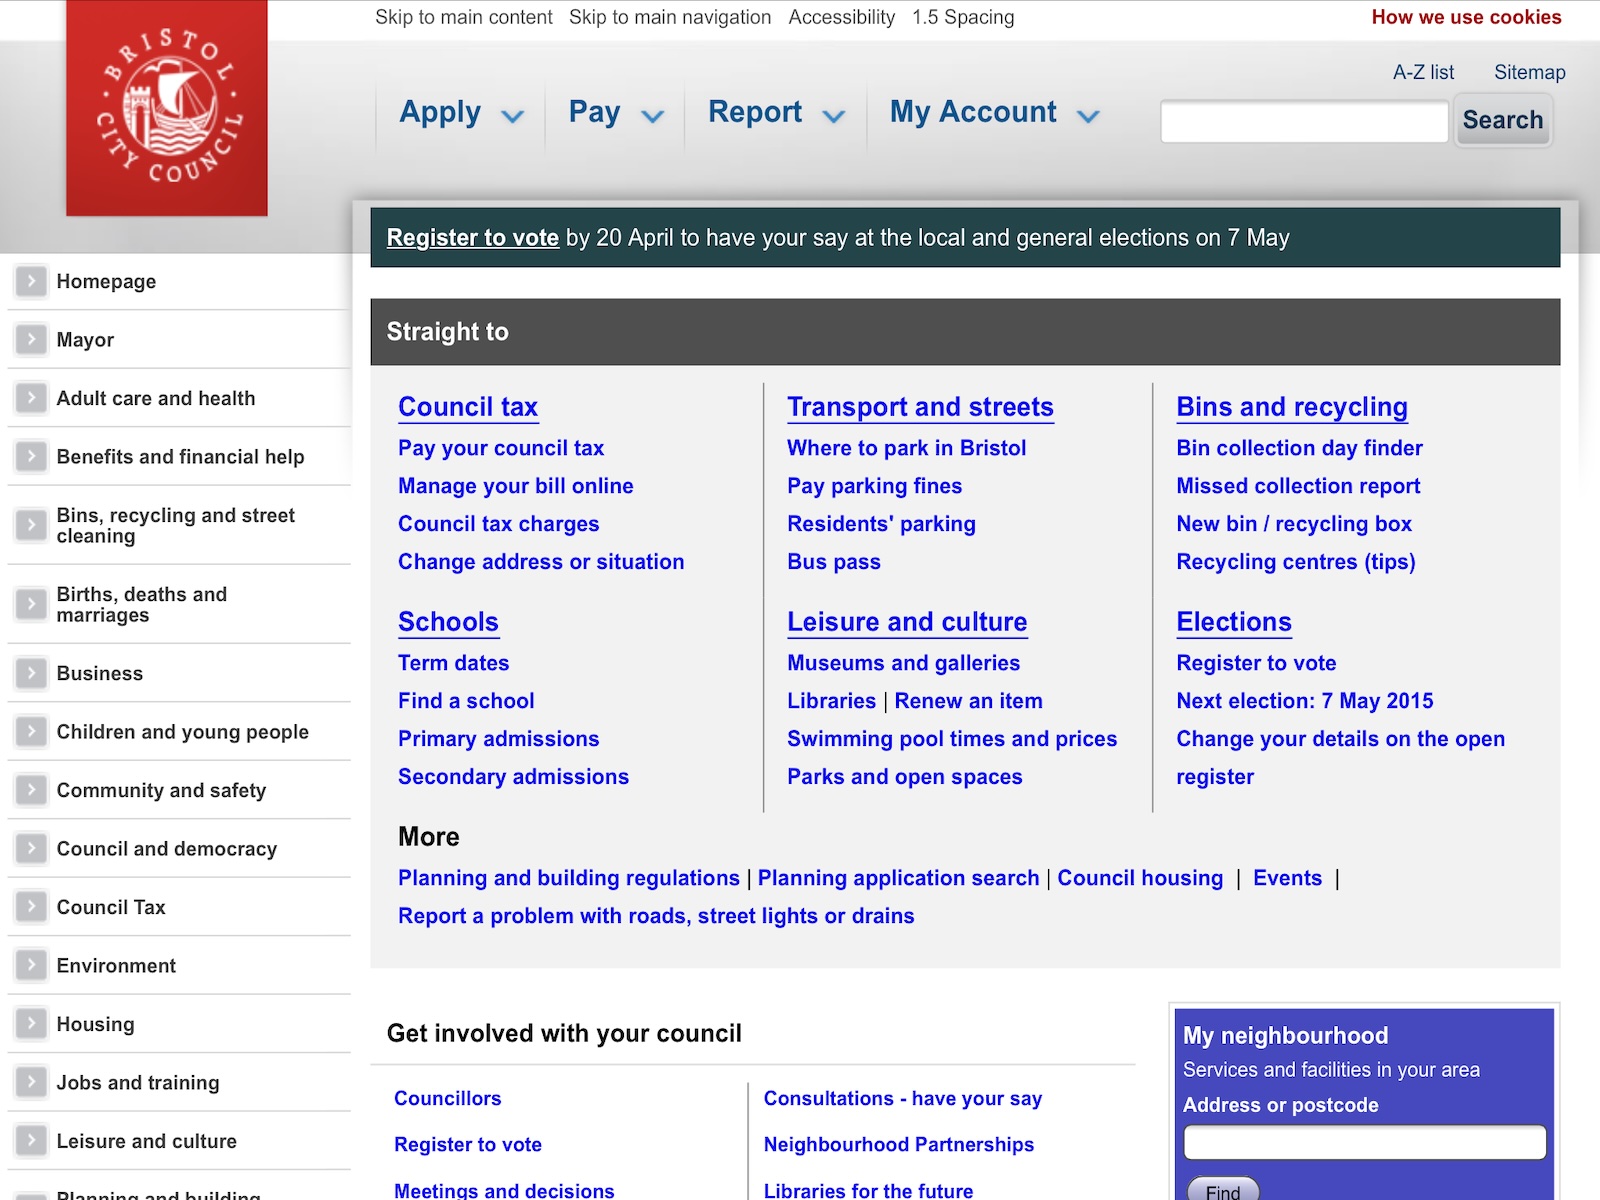 Skip to main content Skip to main navigation Accessibility 1.5 Spacing
How we use cookies
BRISTOL CITY COUNCIL
A-Z list Sitemap
Apply Pay Report My Account
Search
Register to vote by 20 April to have your say at the local and general elections on 7 May
Homepage
Mayor
Adult care and health
Benefits and financial help
Bins, recycling and street
cleaning
Births, deaths and
marriages
Business
Children and young people
Community and safety
Council and democracy
Council Tax
Environment
Housing
Jobs and training
Leisure and culture
Planning and building
Straight to
Council tax
Pay your council tax
Manage your bill online
Council tax charges
Change address or situation
Transport and streets
Where to park in Bristol
Pay parking fines
Residents' parking
Bus pass
Bins and recycling
Bin collection day finder
Missed collection report
New bin / recycling box
Recycling centres (tips)
Schools
Term dates
Find a school
Primary admissions
Secondary admissions
Leisure and culture
Museums and galleries
Libraries | Renew an item
Swimming pool times and prices
Parks and open spaces
Elections
Register to vote
Next election: 7 May 2015
Change your details on the open
register
More
Planning and building regulations | Planning application search | Council housing | Events |
Report a problem with roads, street lights or drains
Get involved with your council
Councillors
Register to vote
Meetings and decisions
Consultations - have your say
Neighbourhood Partnerships
Libraries for the future
My neighbourhood
Services and facilities in your area
Address or postcode
Find